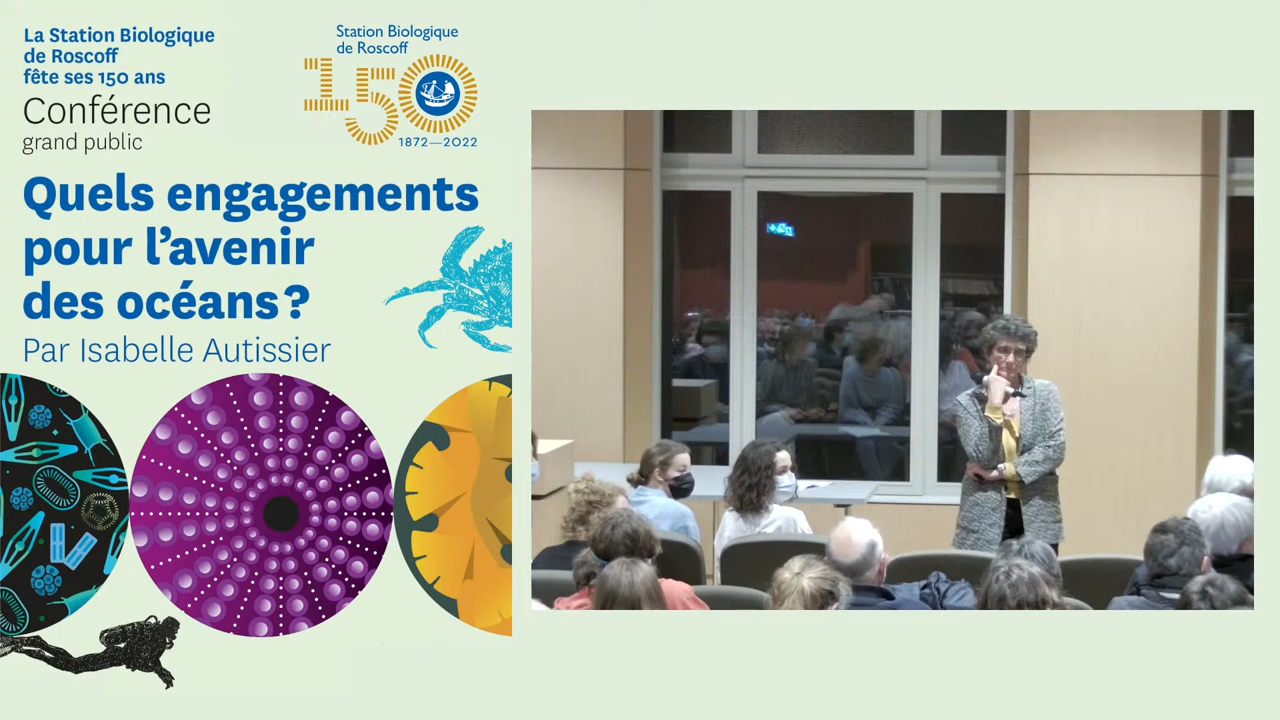 La Station Biologique
de Roscoff
fête ses 150 ans
Conférence
grand public
Station Biologique
de Roscoff
150
1872—2022
Quels engagements
pour l’avenir
des océans ?
Par Isabelle Autissier